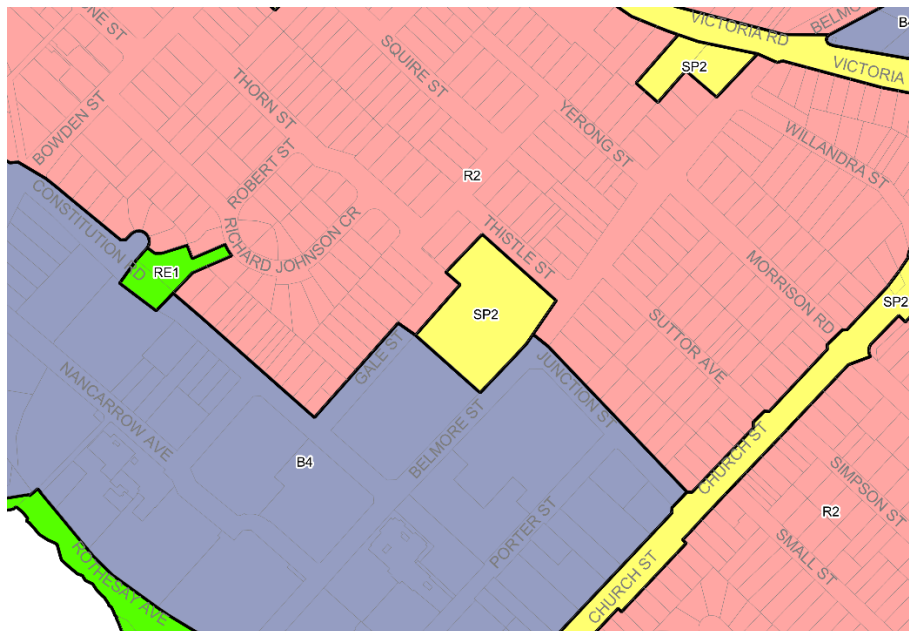 VICTORIA RD
SP2
VICTORIA
SQUIRE ST
THORN ST
BOWDEN ST
YERONG ST
WILLANDRA ST
ROBERT ST
R2
CONSTITUTION RD
RICHARD JOHNSON CR
THISTLE ST
RE1
MORRISON RD
SP2
SP2
SUTTOR AVE
GALE ST
JUNCTION ST
NANCARROW AVE
BELMORE ST
B4
CHURCH ST
SIMPSON ST
R2
PORTER ST
SMALL ST
ROTHESAY AVE
CHURCH ST